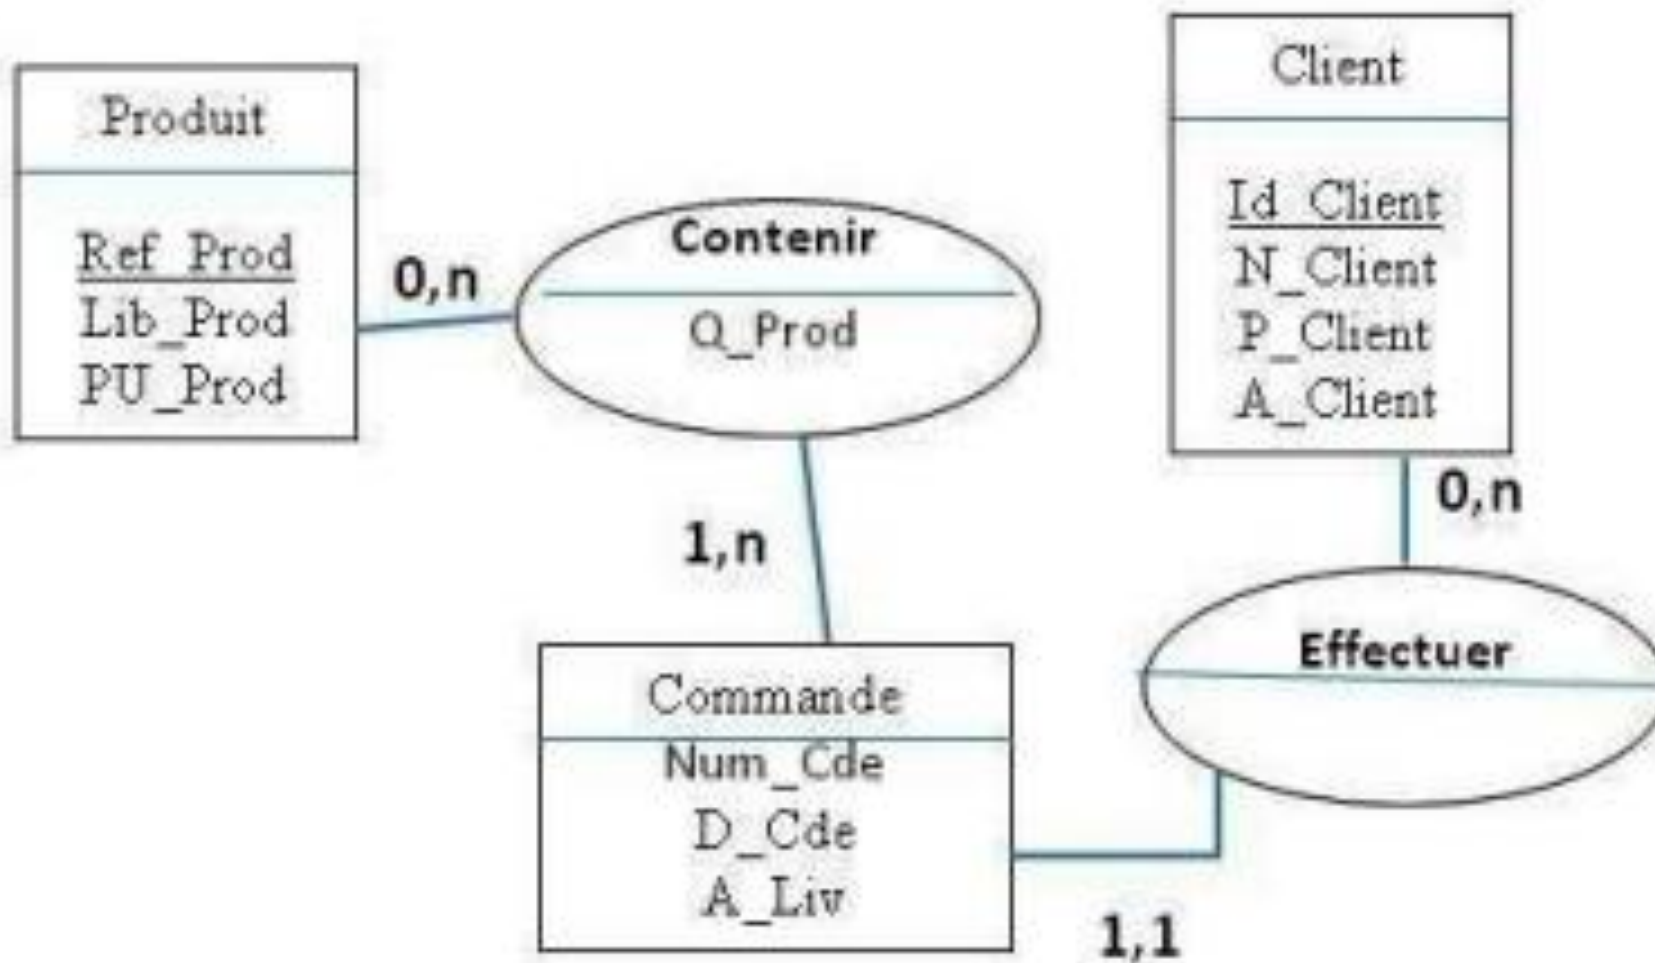 Produit
Ref_Prod
Lib_Prod
PU_Prod
0,n
Contenir
Q_Prod
Client
Id_Client
N_Client
P_Client
A_Client
0,n
1,n
Effectuer
Commande
Num_Cde
D_Cde
A_Liv
1,1